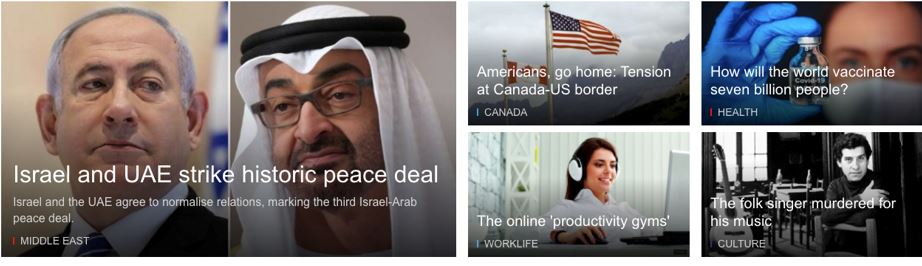 Israel and UAE strike historic peace deal
Israel and the UAE agree to normalise relations, marking the third Israel-Arab
peace deal.
MIDDLE EAST
Americans, go home: Tension
at Canada-US border
CANADA
How will the world vaccinate
seven billion people?
HEALTH
Covid-19
The online 'productivity gyms'
WORKLIFE
The folk singer murdered for
his music
CULTURE